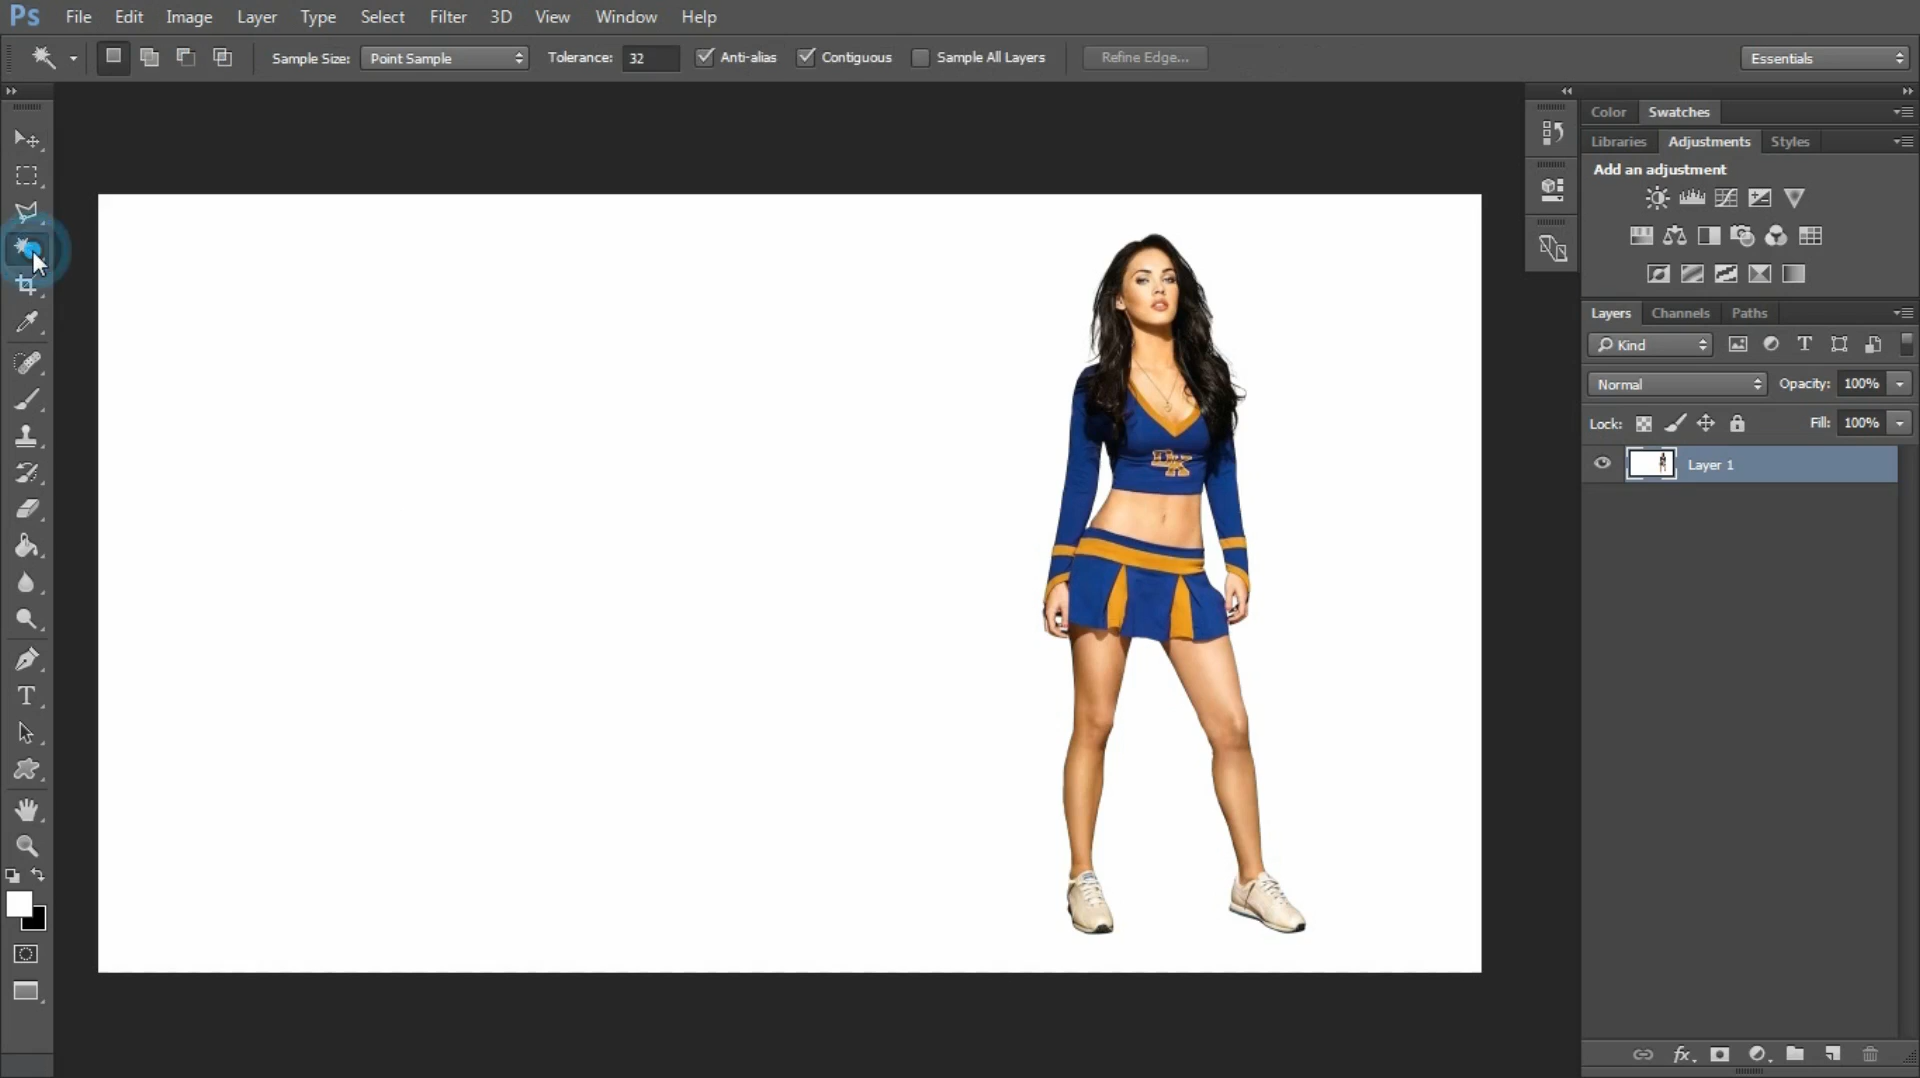 Ps File Edit Image Layer Type Select Filter 3D View Window Help
Sample Size: Point Sample Tolerance: 32 Anti-alias Contiguous Sample All Layers Refine Edge... Essentials
Color Swatches
Libraries Adjustments Styles
Add an adjustment
Layers Channels Paths
Kind
Normal Opacity: 100%
Lock: Fill: 100%
Layer 1